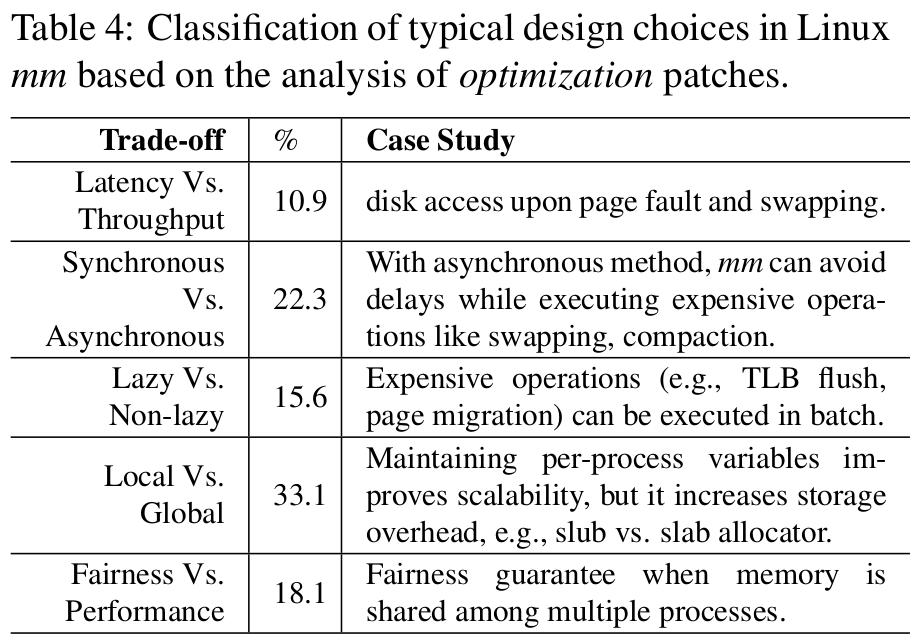 Table 4: Classification of typical design choices in Linux
mm based on the analysis of optimization patches.
Trade-off % Case Study
Latency Vs.
Throughput
10.9
disk access upon page fault and swapping.
Synchronous
Vs.
Asynchronous
22.3
With asynchronous method, mm can avoid
delays while executing expensive opera-
tions like swapping, compaction.
Lazy Vs.
Non-lazy
15.6
Expensive operations (e.g., TLB flush,
page migration) can be executed in batch.
Local Vs.
Global
33.1
Maintaining per-process variables im-
proves scalability, but it increases storage
overhead, e.g., slub vs. slab allocator.
Fairness Vs.
Performance
18.1
Fairness guarantee when memory is
shared among multiple processes.